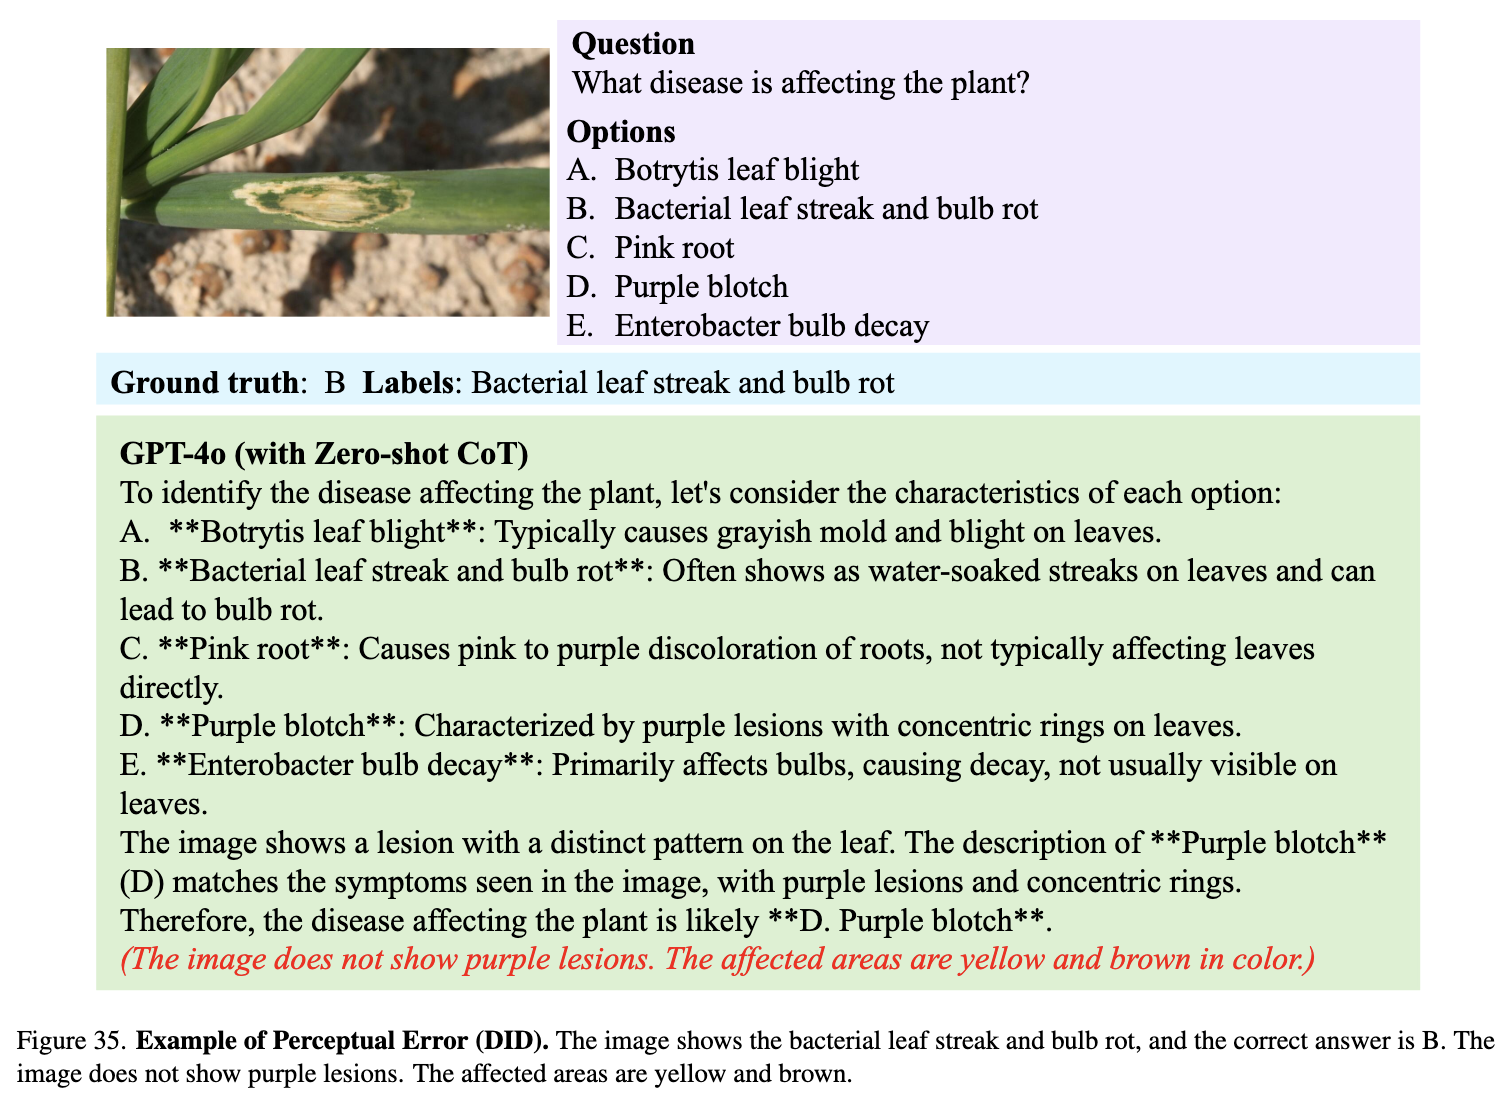 Question
What disease is affecting the plant?
Options
A. Botrytis leaf blight
B. Bacterial leaf streak and bulb rot
C. Pink root
D. Purple blotch
E. Enterobacter bulb decay
Ground truth: B Labels: Bacterial leaf streak and bulb rot
GPT-4o (with Zero-shot CoT)
To identify the disease affecting the plant, let's consider the characteristics of each option:
A. **Botrytis leaf blight**: Typically causes grayish mold and blight on leaves.
B. **Bacterial leaf streak and bulb rot**: Often shows as water-soaked streaks on leaves and can
lead to bulb rot.
C. **Pink root**: Causes pink to purple discoloration of roots, not typically affecting leaves
directly.
D. **Purple blotch**: Characterized by purple lesions with concentric rings on leaves.
E. **Enterobacter bulb decay**: Primarily affects bulbs, causing decay, not usually visible on
leaves.
The image shows a lesion with a distinct pattern on the leaf. The description of **Purple blotch**
(D) matches the symptoms seen in the image, with purple lesions and concentric rings.
Therefore, the disease affecting the plant is likely **D. Purple blotch**.
(The image does not show purple lesions. The affected areas are yellow and brown in color.)
Figure 35. Example of Perceptual Error (DID). The image shows the bacterial leaf streak and bulb rot, and the correct answer is B. The
image does not show purple lesions. The affected areas are yellow and brown.